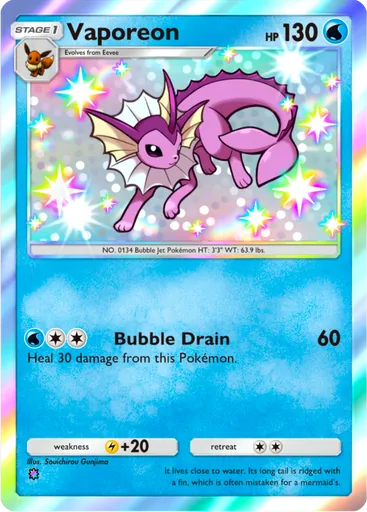 STAGE 1
Vaporeon
HP 130
Evolves from Eevee
NO. 0134 Bubble Jet Pokémon HT: 3'3" WT: 63.9 lbs.
Bubble Drain 60
Heal 30 damage from this Pokémon.
weakness +20 retreat
Illus. Souichirou Gunjima
It lives close to water. Its long tail is ridged
with a fin, which is often mistaken for a mermaid's.